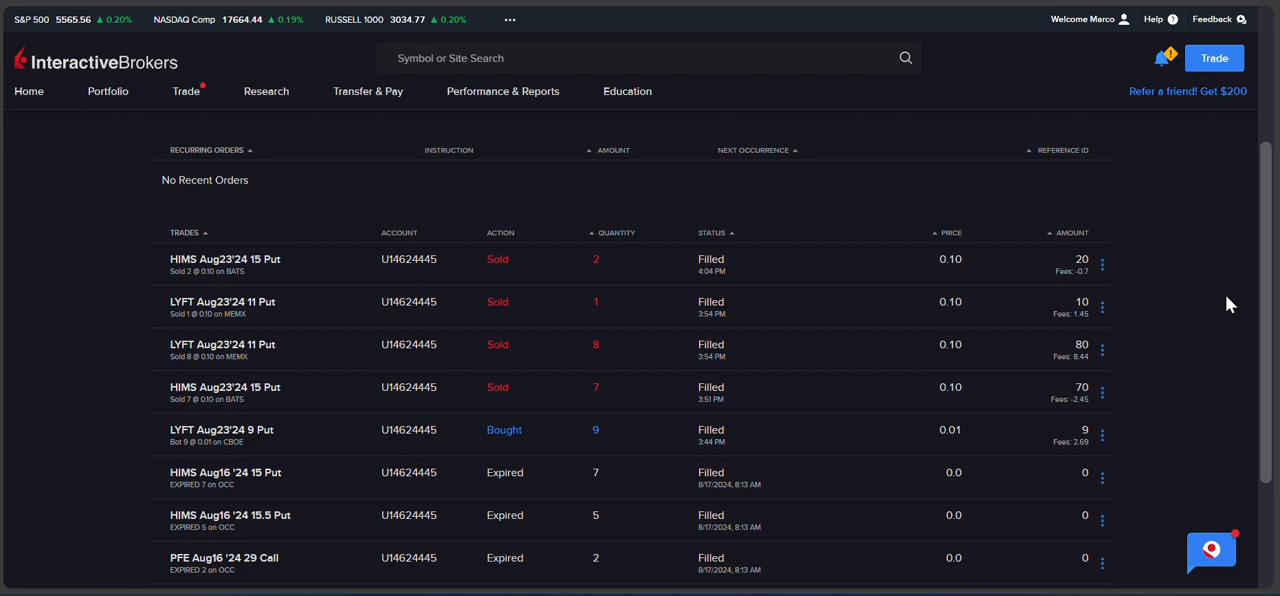 S&P 500 5565.56 ▲ 0.20% NASDAQ Comp 17664.44 ▲ 0.19% RUSSELL 1000 3034.77 ▲ 0.20% ••• Welcome Marco Help ? Feedback
InteractiveBrokers Symbol or Site Search ! Trade
Home Portfolio Trade Research Transfer & Pay Performance & Reports Education Refer a friend! Get $200
RECURRING ORDERS ▲ INSTRUCTION ▲ AMOUNT NEXT OCCURRENCE ▲ ▲ REFERENCE ID
No Recent Orders
TRADES ▲ ACCOUNT ACTION ▲ QUANTITY STATUS ▲ ▲ PRICE ▲ AMOUNT
HIMS Aug23'24 15 Put U14624445 Sold 2 Filled 0.10 20
Sold 2 @ 0.10 on BATS 4:04 PM Fees: -0.7
LYFT Aug23'24 11 Put U14624445 Sold 1 Filled 0.10 10
Sold 1 @ 0.10 on MEMX 3:54 PM Fees: 1.45
LYFT Aug23'24 11 Put U14624445 Sold 8 Filled 0.10 80
Sold 8 @ 0.10 on MEMX 3:54 PM Fees: 8.44
HIMS Aug23'24 15 Put U14624445 Sold 7 Filled 0.10 70
Sold 7 @ 0.10 on BATS 3:51 PM Fees: -2.45
LYFT Aug23'24 9 Put U14624445 Bought 9 Filled 0.01 9
Bot 9 @ 0.01 on CBOE 3:44 PM Fees: 2.69
HIMS Aug16 '24 15 Put U14624445 Expired 7 Filled 0.0 0
EXPIRED 7 on OCC 8/17/2024, 8:13 AM
HIMS Aug16 '24 15.5 Put U14624445 Expired 5 Filled 0.0 0
EXPIRED 5 on OCC 8/17/2024, 8:13 AM
PFE Aug16 '24 29 Call U14624445 Expired 2 Filled 0.0 0
EXPIRED 2 on OCC 8/17/2024, 8:13 AM